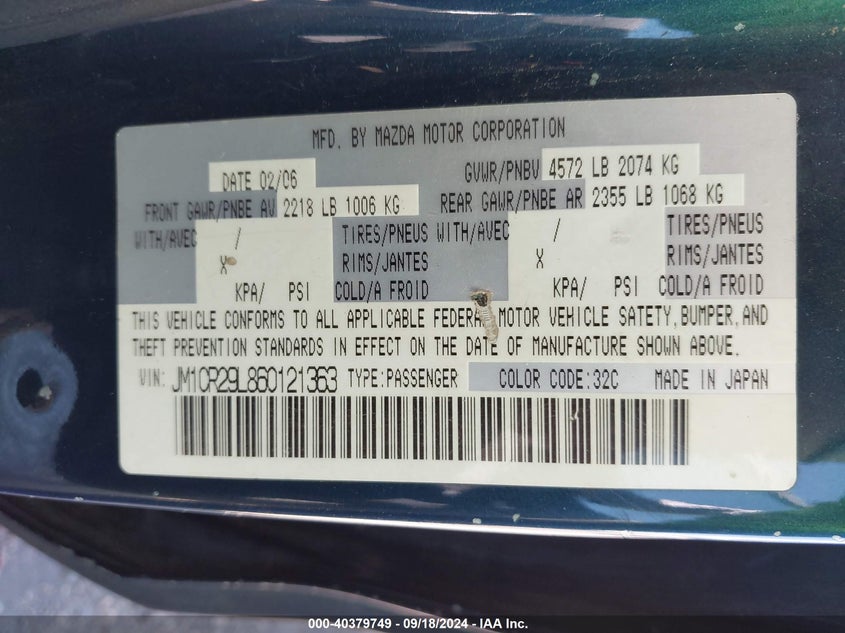 MFD. BY MAZDA MOTOR CORPORATION
DATE 02/06 GVWR/PNBV 4572 LB 2074 KG
FRONT GAWR/PNBE AV 2218 LB 1006 KG REAR GAWR/PNBE AR 2355 LB 1068 KG
WITH/AVEC / TIRES/PNEUS WITH/AVEC / TIRES/PNEUS
X RIMS/JANTES X RIMS/JANTES
KPA/ PSI COLD/A FROID KPA/ PSI COLD/A FROID
THIS VEHICLE CONFORMS TO ALL APPLICABLE FEDERAL MOTOR VEHICLE SAFETY, BUMPER, AND
THEFT PREVENTION STANDARDS IN EFFECT ON THE DATE OF MANUFACTURE SHOWN ABOVE.
VIN: JM1CR29L860121363 TYPE:PASSENGER COLOR CODE:32C MADE IN JAPAN
000-40379749 - 09/18/2024 - IAA Inc.